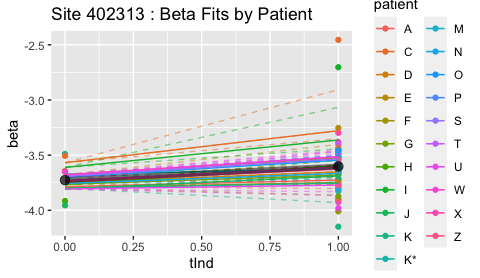 Site 402313 : Beta Fits by Patient
patient
-2.5
-3.0
-3.5
-4.0
beta
0.00
0.25
0.50
0.75
1.00
tInd
A
C
D
E
F
G
H
I
J
K
K*
M
N
O
P
S
T
U
W
X
Z